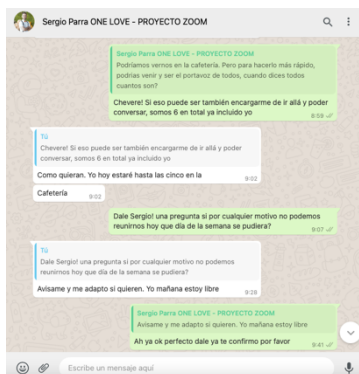 Sergio Parra ONE LOVE - PROYECTO ZOOM
Sergio Parra ONE LOVE - PROYECTO ZOOM
Podríamos vernos en la cafetería. Pero para hacerlo más rápido,
podrías venir y ser el portavoz de todos, cuando dices todos
cuantos son?
Chevere! Si eso puede ser también encargarme de ir allá y poder
conversar, somos 6 en total ya incluido yo
8:59
Tú
Chevere! Si eso puede ser también encargarme de ir allá y poder
conversar, somos 6 en total ya incluido yo
Como quieran. Yo hoy estaré hasta las cinco en la
9:02
Cafetería
9:02
Dale Sergio! una pregunta si por cualquier motivo no podemos
reunirnos hoy que día de la semana se pudiera?
9:07
Tú
Dale Sergio! una pregunta si por cualquier motivo no podemos
reunirnos hoy que día de la semana se pudiera?
Avisame y me adapto si quieren. Yo mañana estoy libre
9:28
Sergio Parra ONE LOVE - PROYECTO ZOOM
Avisame y me adapto si quieren. Yo mañana estoy libre
Ah ya ok perfecto dale ya te confirmo por favor
9:41
Escribe un mensaje aquí